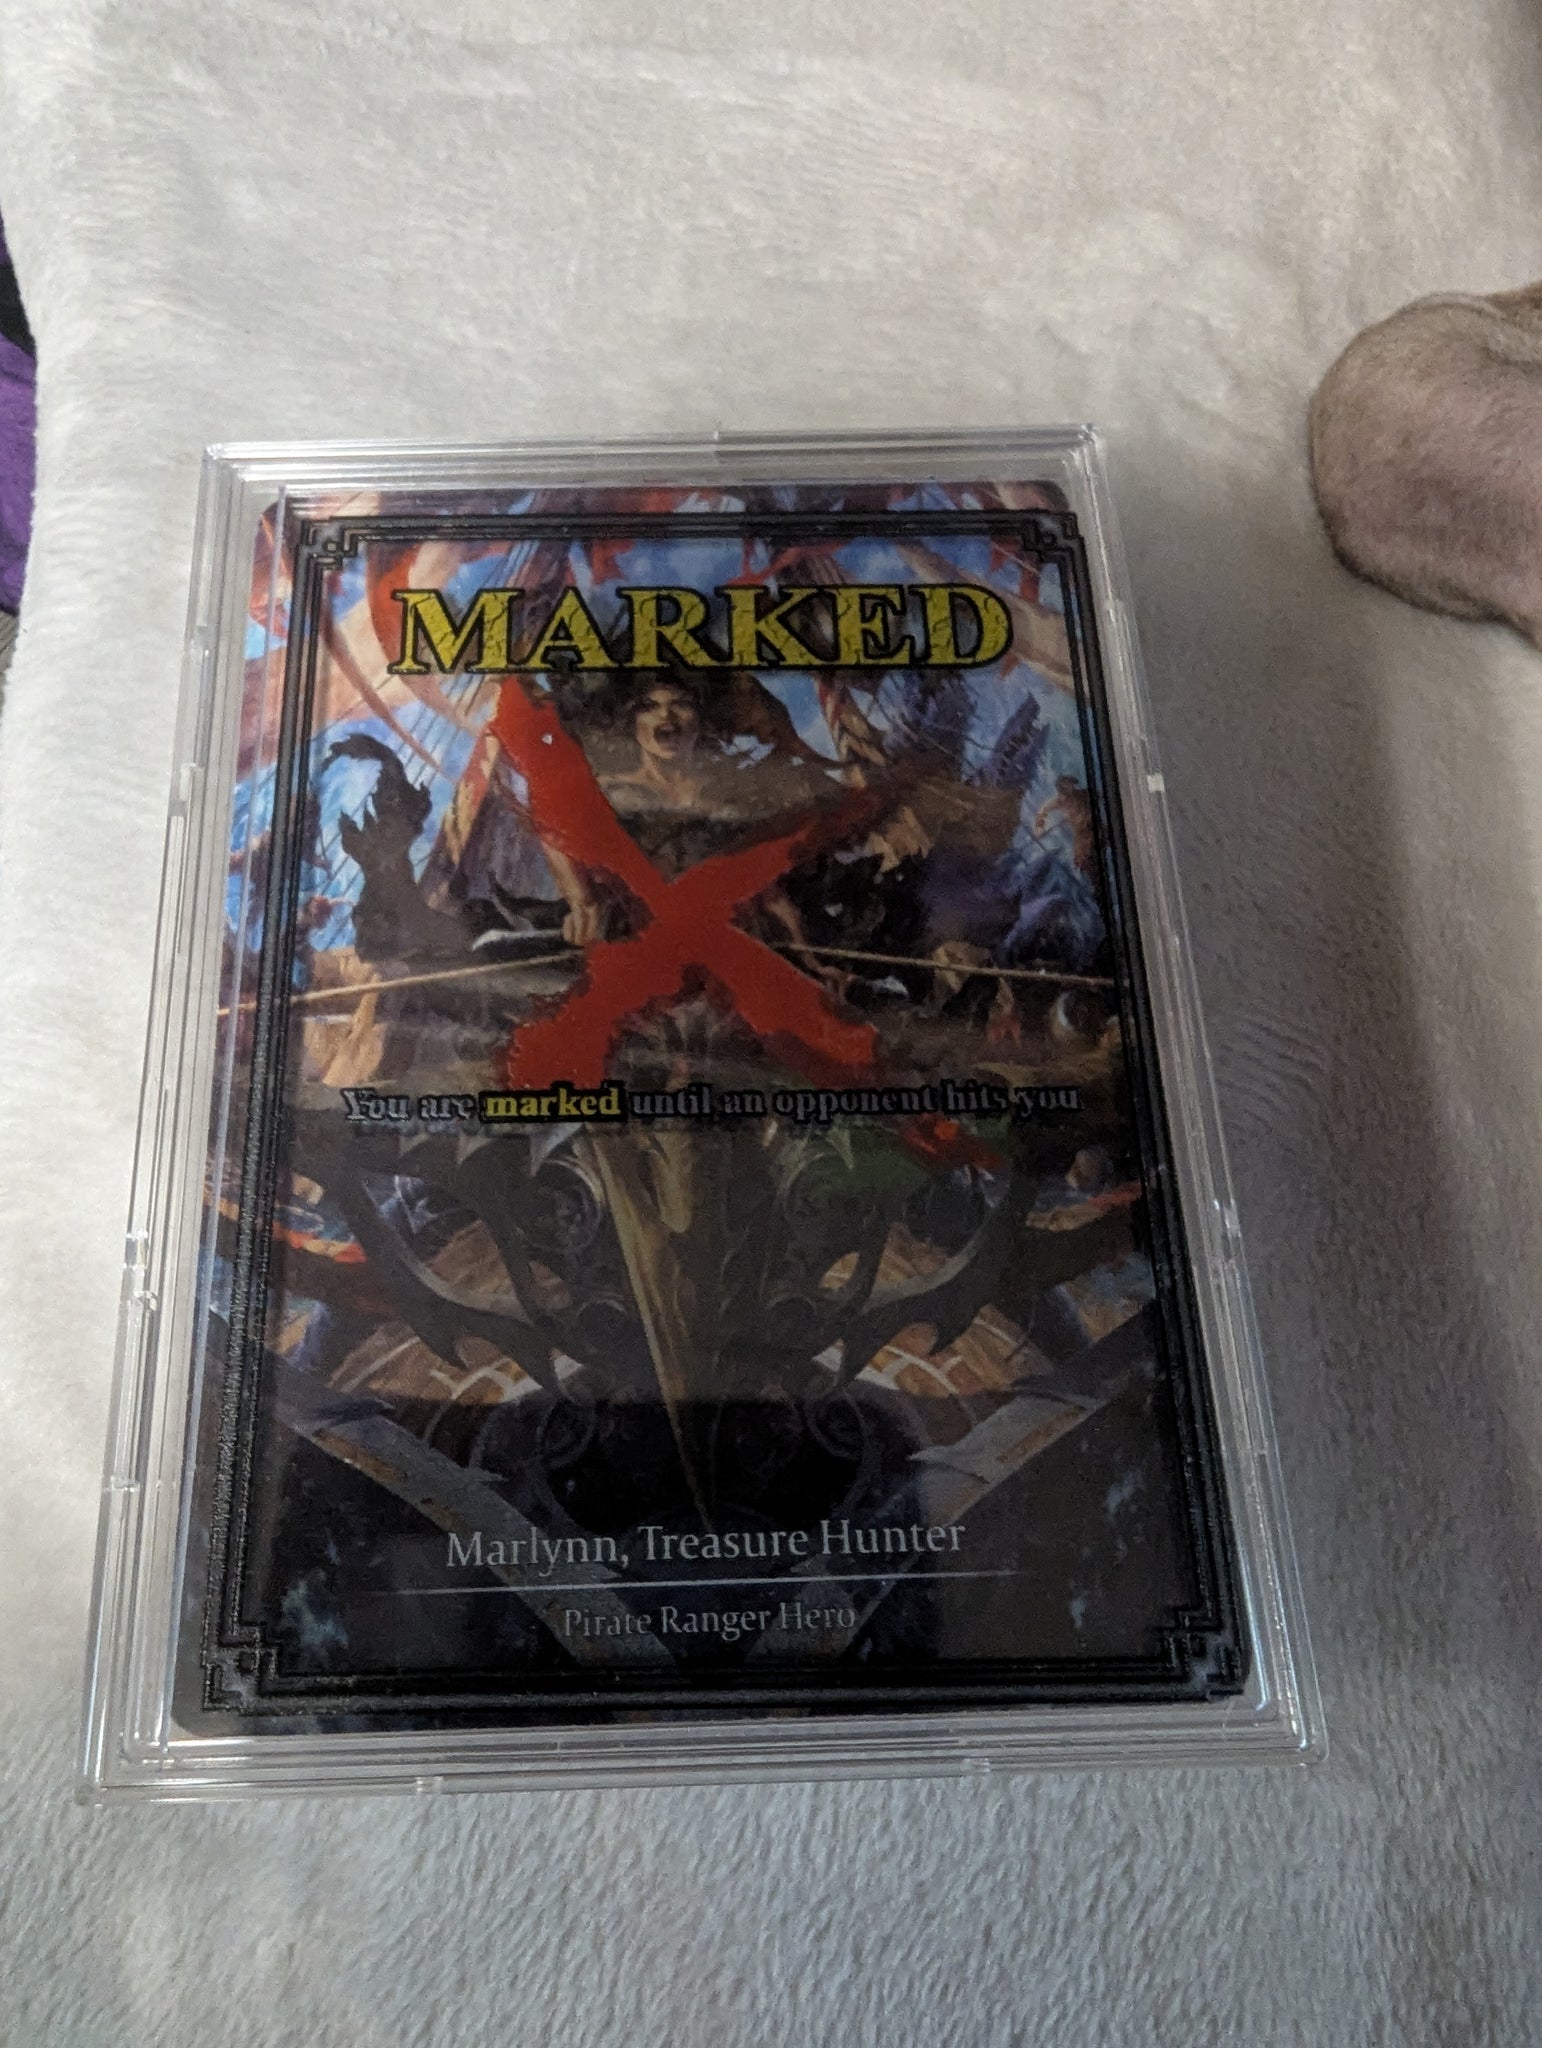 MARKED
You are marked until an opponent hits you
Marlynn, Treasure Hunter
Pirate Ranger Hero